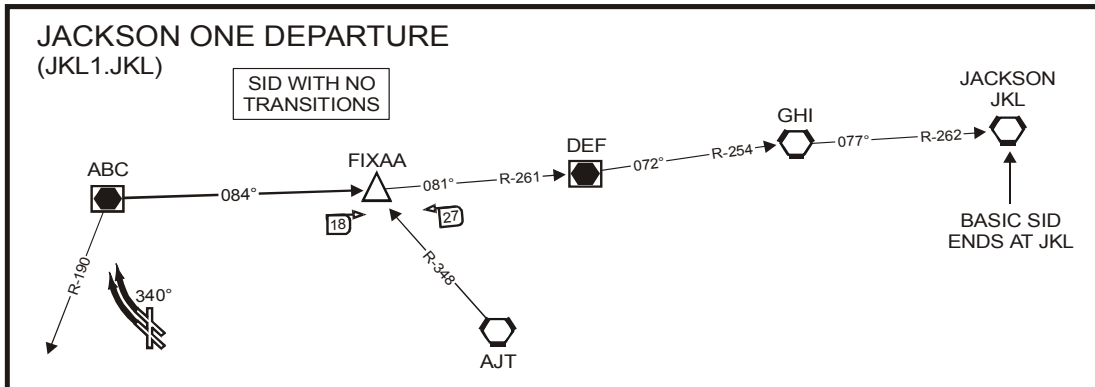 JACKSON ONE DEPARTURE
(JKL1.JKL)
SID WITH NO
TRANSITIONS
JACKSON
JKL
GHI
DEF
FIXAA
ABC
084°
081°
R-261
072°
R-254
077°
R-262
18
27
BASIC SID
ENDS AT JKL
R-190
340°
R-348
AJT